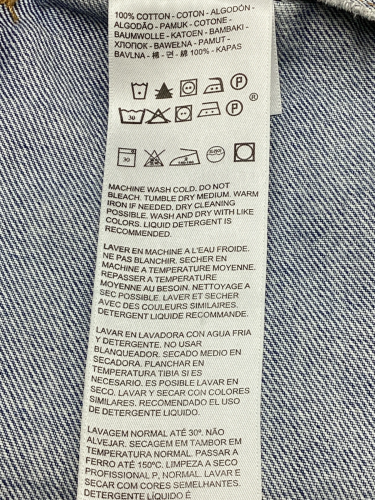 100% COTTON - COTON - ALGODÓN -
ALGODÃO - PAMUK - COTONE -
BAUMWOLLE - KATOEN - BAMBAKI -
ХЛОПОК - BAWEŁNA - PAMUT -
BAVLNA - 棉 - 면 - 綿 100% - KAPAS
P
30 P ®
30
MACHINE WASH COLD. DO NOT
BLEACH. TUMBLE DRY MEDIUM. WARM
IRON IF NEEDED. DRY CLEANING
POSSIBLE. WASH AND DRY WITH LIKE
COLORS. LIQUID DETERGENT IS
RECOMMENDED.
LAVER EN MACHINE A L'EAU FROIDE.
NE PAS BLANCHIR. SECHER EN
MACHINE A TEMPERATURE MOYENNE.
REPASSER A TEMPERATURE
MOYENNE AU BESOIN. NETTOYAGE A
SEC POSSIBLE. LAVER ET SECHER
AVEC DES COULEURS SIMILAIRES.
DETERGENT LIQUIDE RECOMMANDE.
LAVAR EN LAVADORA CON AGUA FRIA
Y DETERGENTE. NO USAR
BLANQUEADOR. SECADO MEDIO EN
SECADORA. PLANCHAR EN
TEMPERATURA TIBIA SI ES
NECESARIO. ES POSIBLE LAVAR EN
SECO. LAVAR Y SECAR CON COLORES
SIMILARES. RECOMENDADO EL USO
DE DETERGENTE LÍQUIDO.
LAVAGEM NORMAL ATÉ 30º. NÃO
ALVEJAR. SECAGEM EM TAMBOR EM
TEMPERATURA NORMAL. PASSAR A
FERRO ATÉ 150ºC. LIMPEZA A SECO
PROFISSIONAL P, NORMAL. LAVAR E
SECAR COM CORES SEMELHANTES.
DETERGENTE LÍQUIDO É